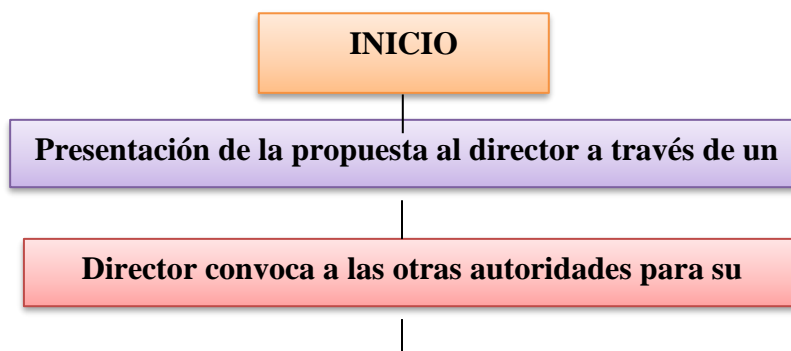 INICIO
Presentación de la propuesta al director a través de un
Director convoca a las otras autoridades para su